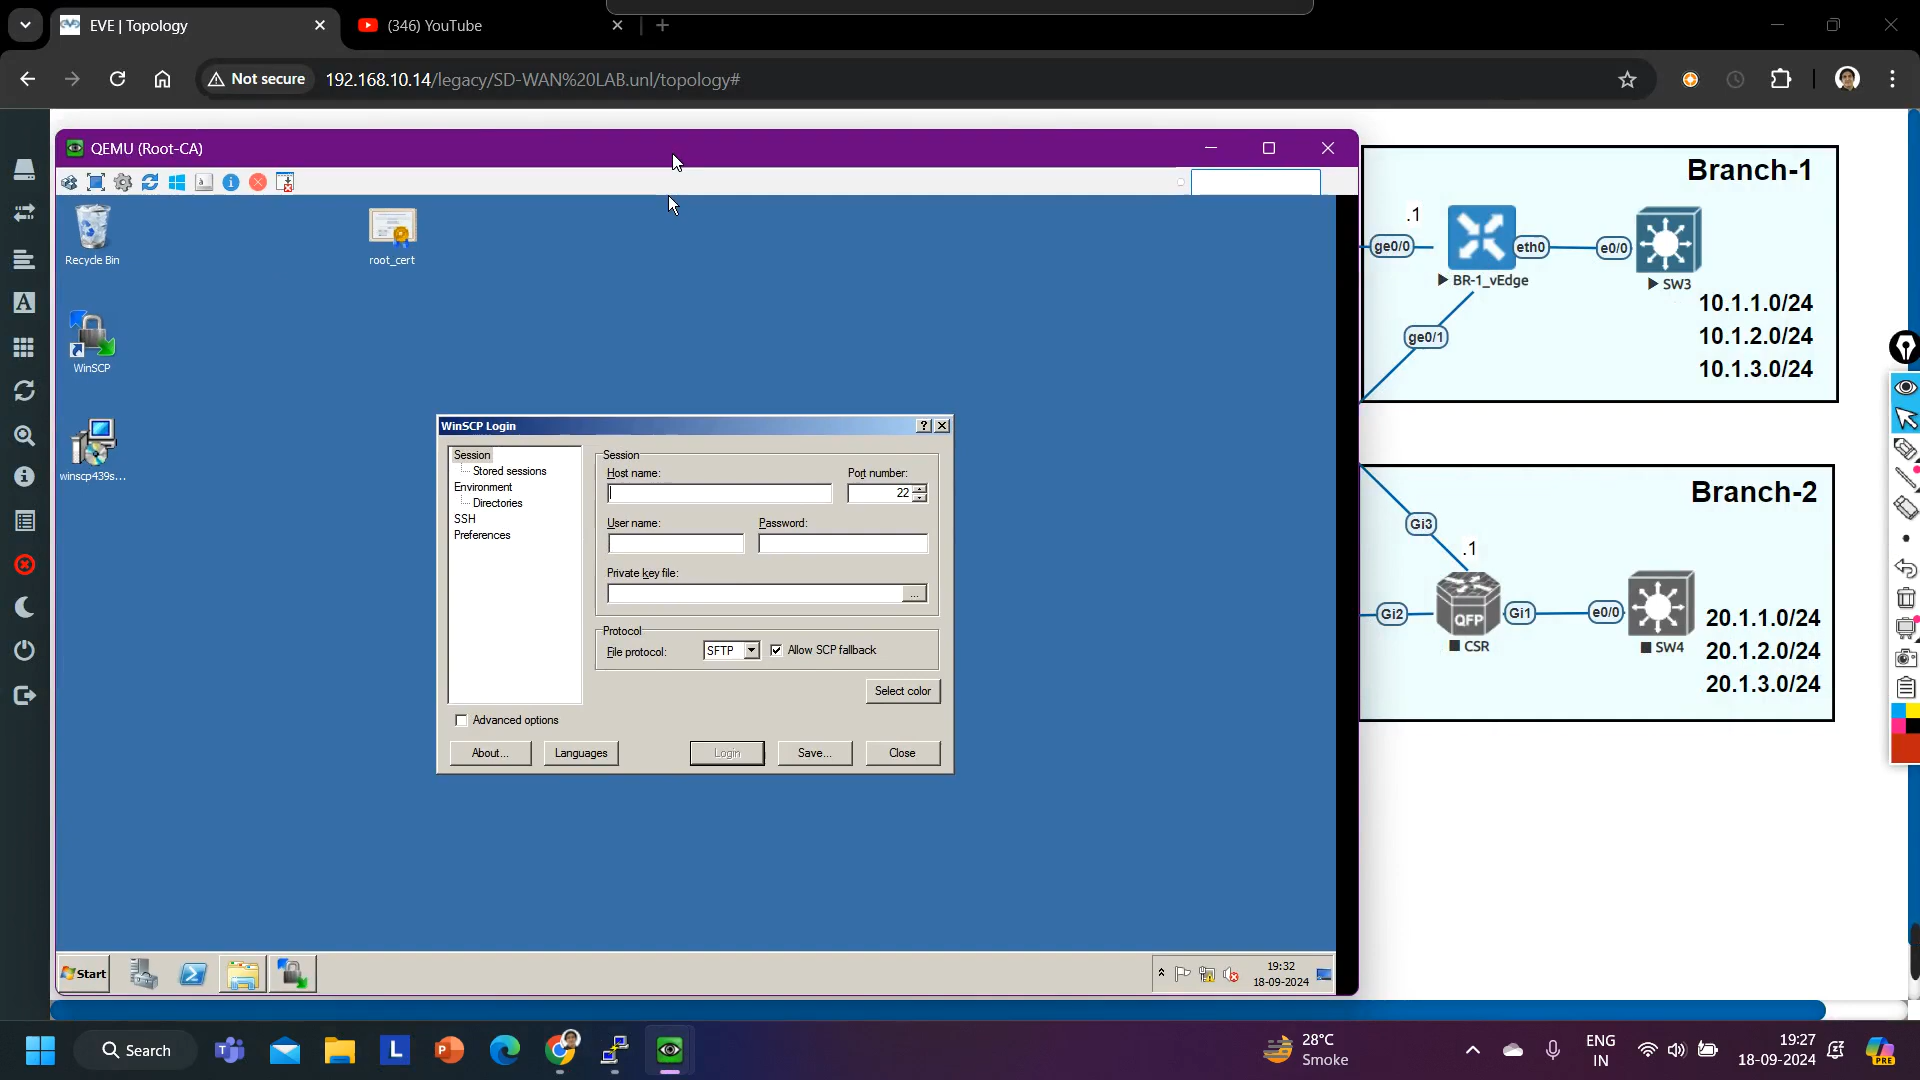 EVE | Topology
(346) YouTube
Not secure
192.168.10.14/legacy/SD-WAN%20LAB.unl/topology#
QEMU (Root-CA)
Recycle Bin
root_cert
WinSCP
winscp439s...
WinSCP Login
Session
Stored sessions
Environment
Directories
SSH
Preferences
Session
Host name:
Port number:
22
User name:
Password:
Private key file:
...
Protocol
File protocol:
SFTP
Allow SCP fallback
Select color
Advanced options
About...
Languages
Login
Save...
Close
Start
19:32
18-09-2024
Branch-1
.1
ge0/0
eth0
e0/0
BR-1_vEdge
SW3
ge0/1
10.1.1.0/24
10.1.2.0/24
10.1.3.0/24
Branch-2
Gi3
.1
Gi2
QFP
Gi1
e0/0
CSR
SW4
20.1.1.0/24
20.1.2.0/24
20.1.3.0/24
Search
28°C
Smoke
ENG
IN
19:27
18-09-2024